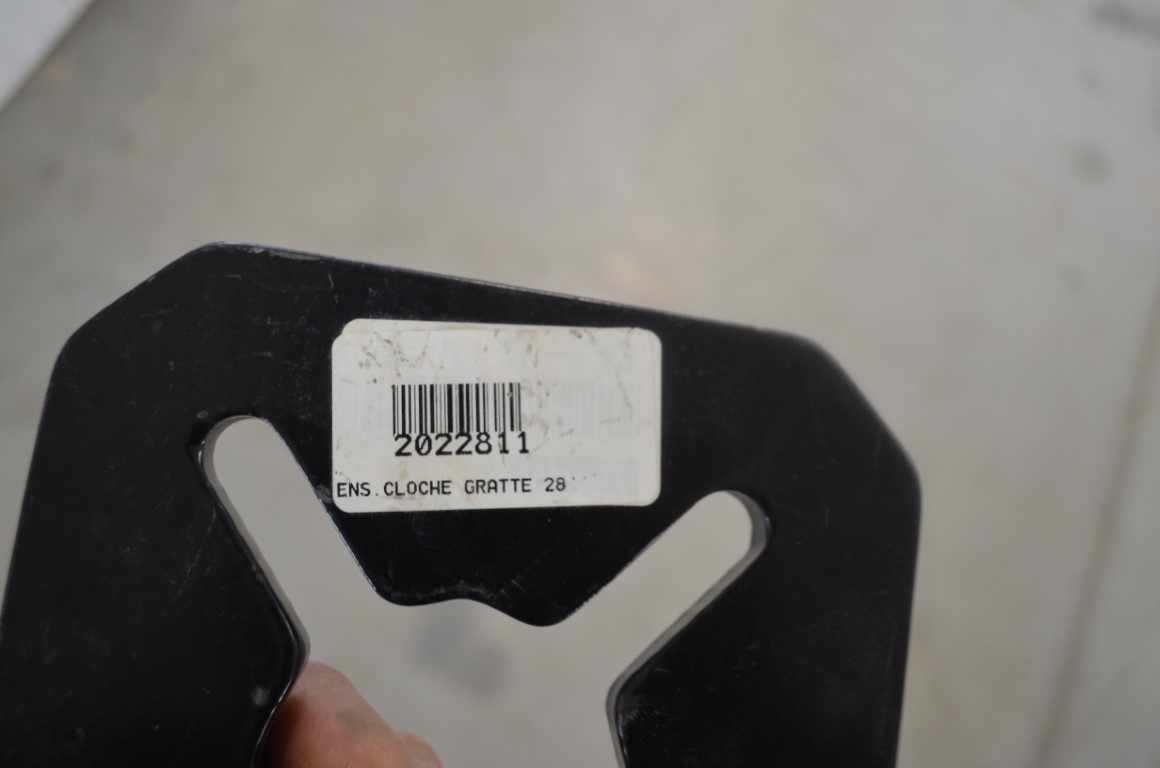 2022811
ENS.CLOCHE GRATTE 28''